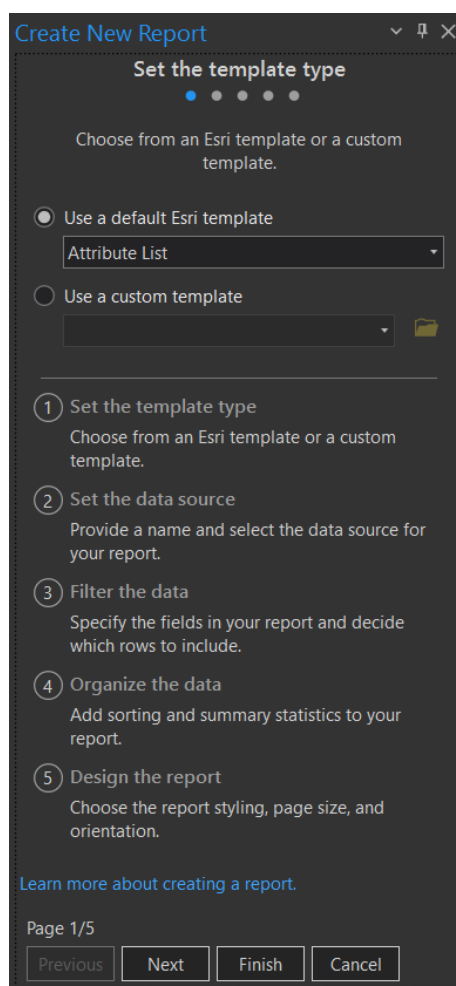 Create New Report
Set the template type
Choose from an Esri template or a custom
template.
Use a default Esri template
Attribute List
Use a custom template
1 Set the template type
Choose from an Esri template or a custom
template.
2 Set the data source
Provide a name and select the data source for
your report.
3 Filter the data
Specify the fields in your report and decide
which rows to include.
4 Organize the data
Add sorting and summary statistics to your
report.
5 Design the report
Choose the report styling, page size, and
orientation.
Learn more about creating a report.
Page 1/5
Previous Next Finish Cancel